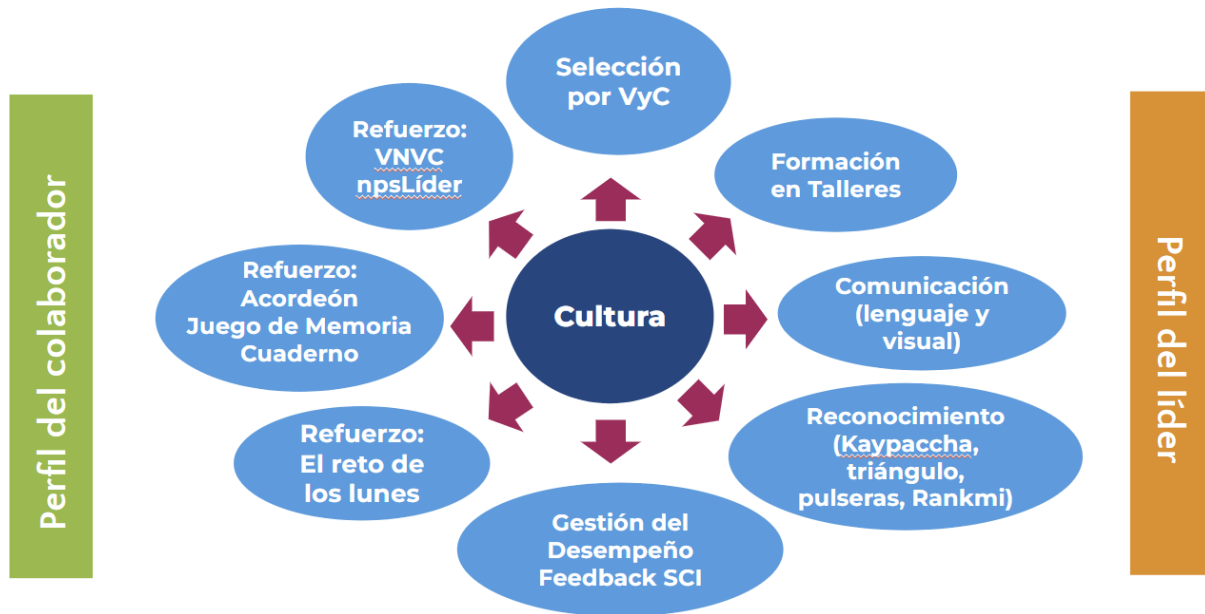 Perfil del colaborador
Selección
por VyC
Refuerzo:
VNVC
npsLíder
Formación
en Talleres
Refuerzo:
Acordeón
Juego de Memoria
Cuaderno
Cultura
Comunicación
(lenguaje y
visual)
Refuerzo:
El reto de
los lunes
Reconocimiento
(Kaypaccha,
triángulo,
pulseras, Rankmi)
Gestión del
Desempeño
Feedback SCI
Perfil del líder